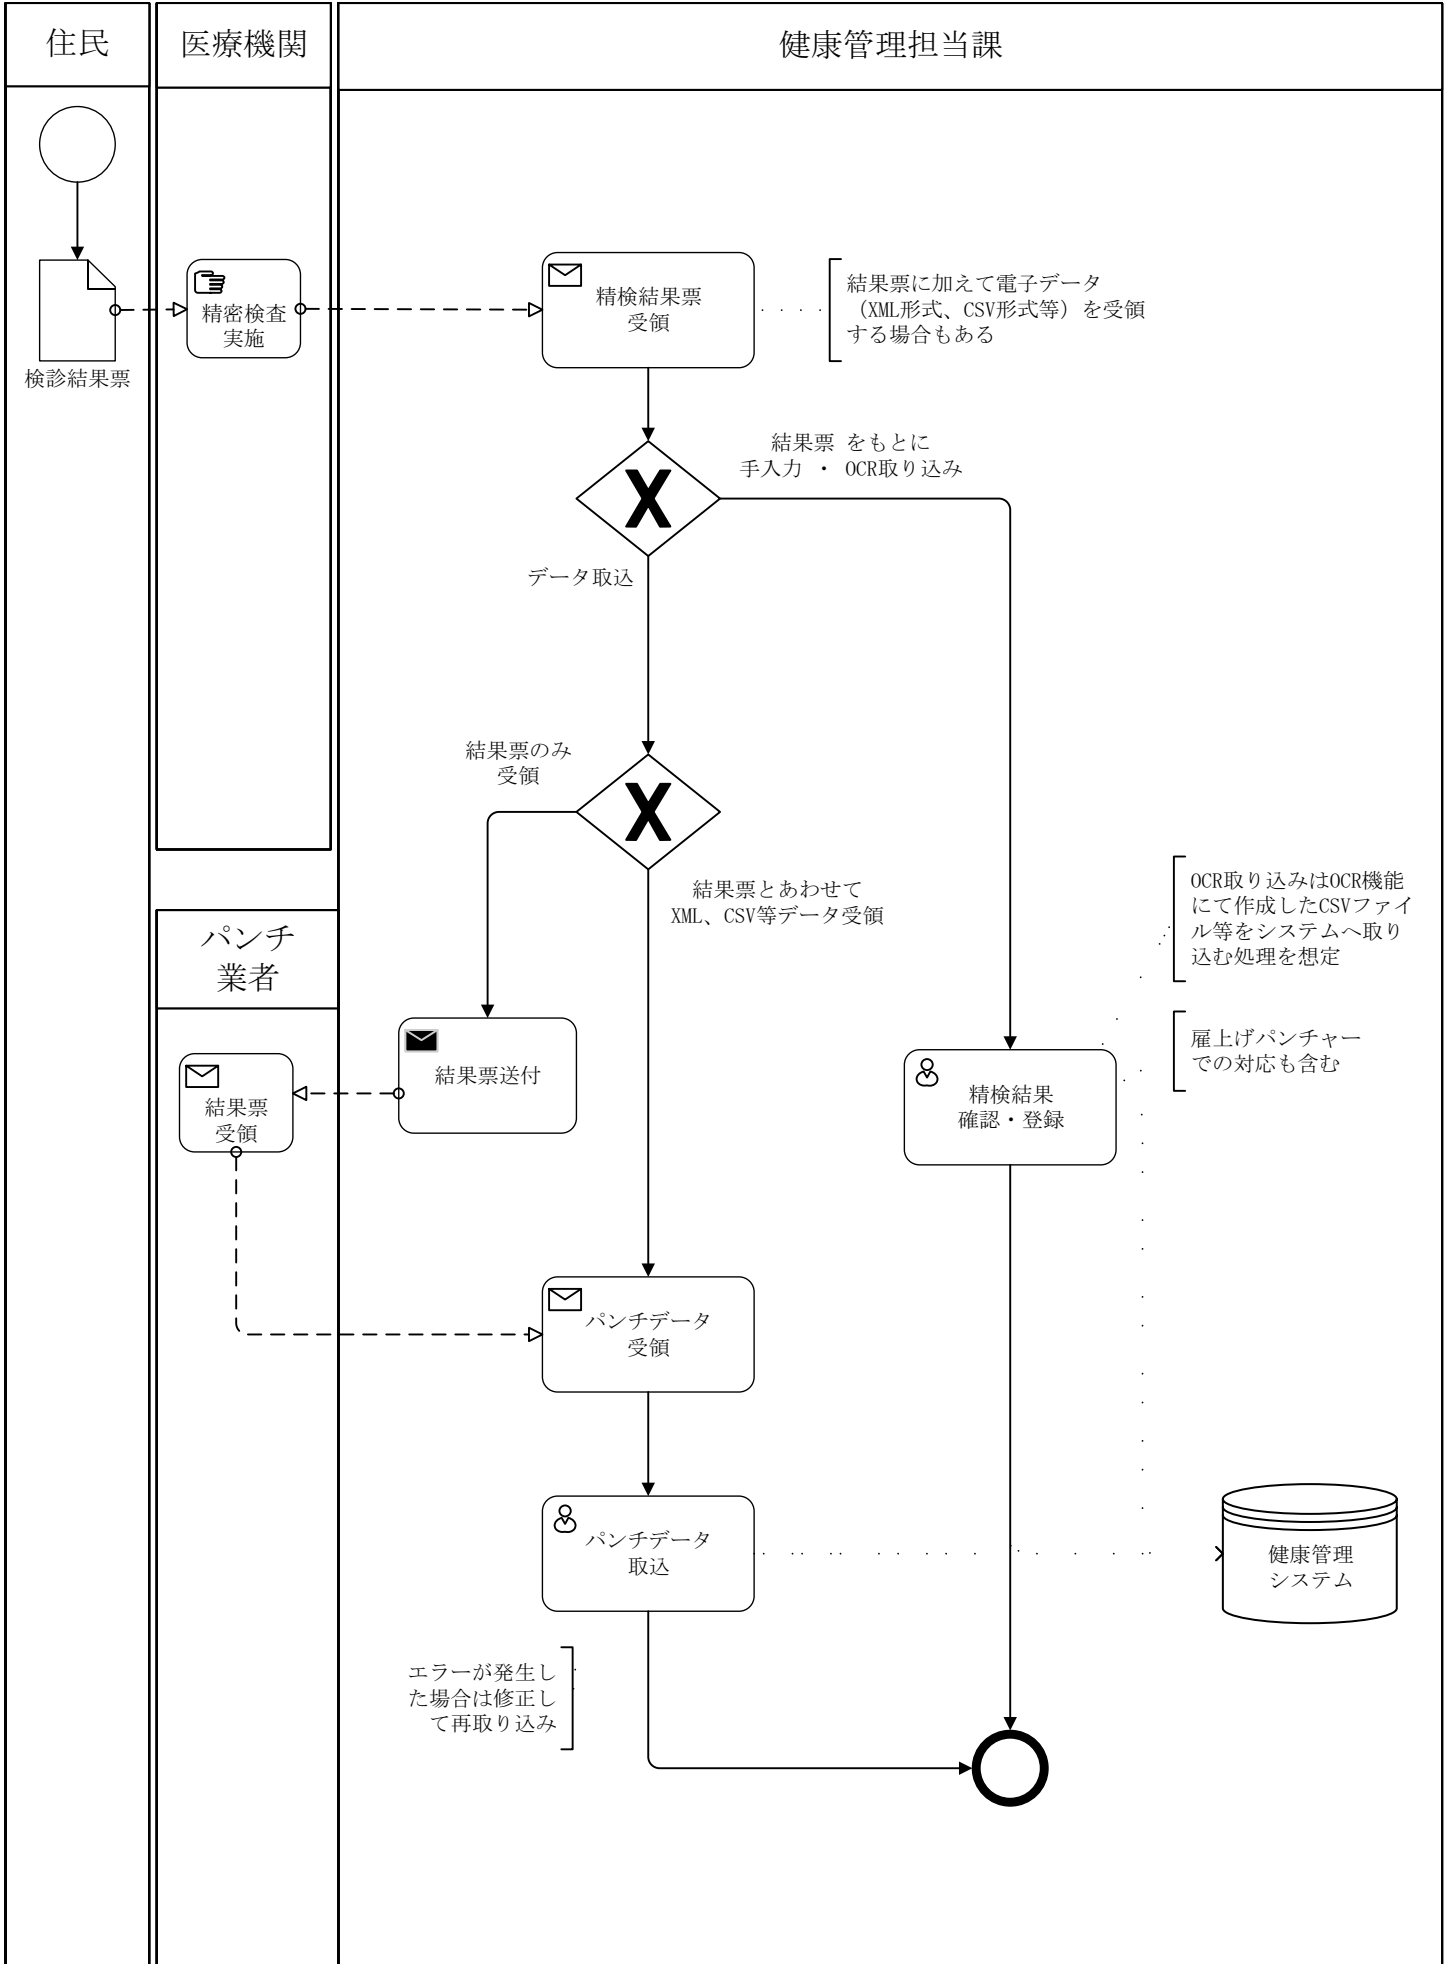 住民
医療機関
健康管理担当課
検診結果票
精密検査
実施
精検結果票
受領
結果票に加えて電子データ
（XML形式、CSV形式等）を受領
する場合もある
結果票 をもとに
手入力 ・ OCR取り込み
データ取込
結果票のみ
受領
結果票とあわせて
XML、CSV等データ受領
OCR取り込みはOCR機能
にて作成したCSVファイ
ル等をシステムへ取り
込む処理を想定
パンチ
業者
雇上げパンチャー
での対応も含む
結果票送付
結果票
受領
精検結果
確認・登録
パンチデータ
受領
パンチデータ
取込
健康管理
システム
エラーが発生し
た場合は修正し
て再取り込み